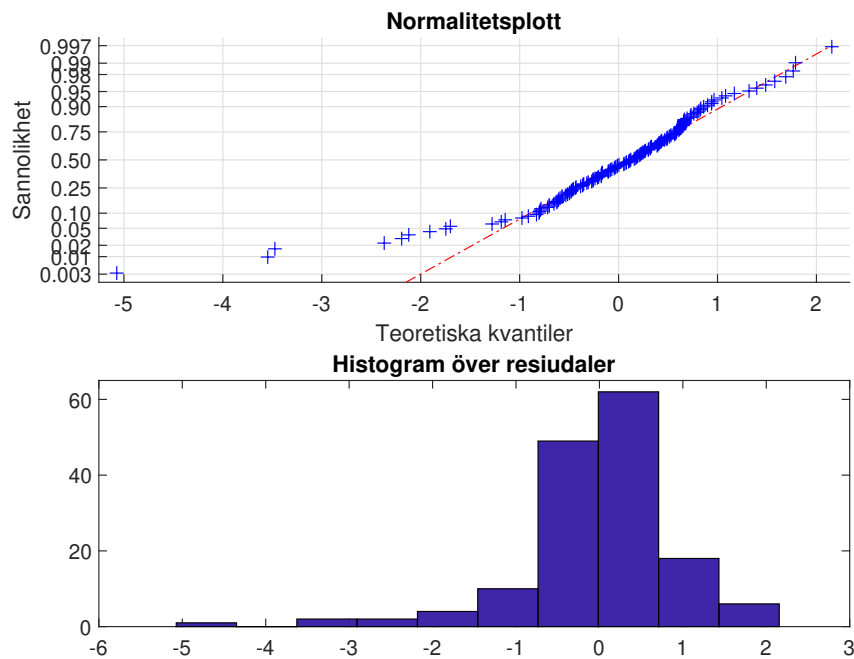 Normalitetsplott
0.997
0.99
0.98
0.95
0.90
0.75
0.50
0.25
0.10
0.05
0.02
0.01
0.003
Sannolikhet
-5 -4 -3 -2 -1 0 1 2
Teoretiska kvantiler
Histogram över resiudaler
60
40
20
0
-6 -5 -4 -3 -2 -1 0 1 2 3